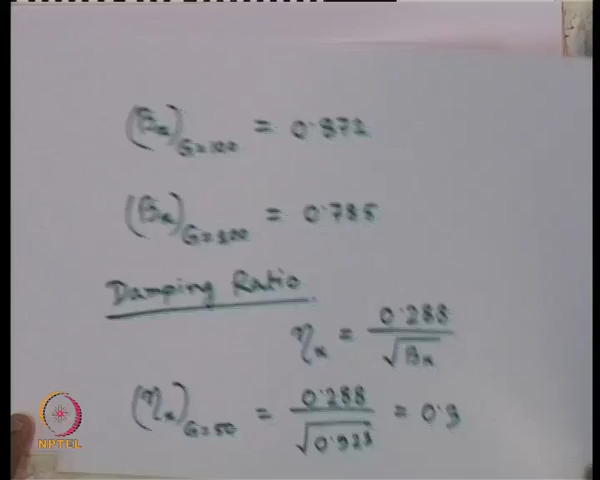 (Bx)G=100 = 0.872
(Bx)G=200 = 0.785
Damping Ratio
ηx = 0.288 / √Bx
(ηx)G=50 = 0.288 / √0.928 = 0.3
NPTEL